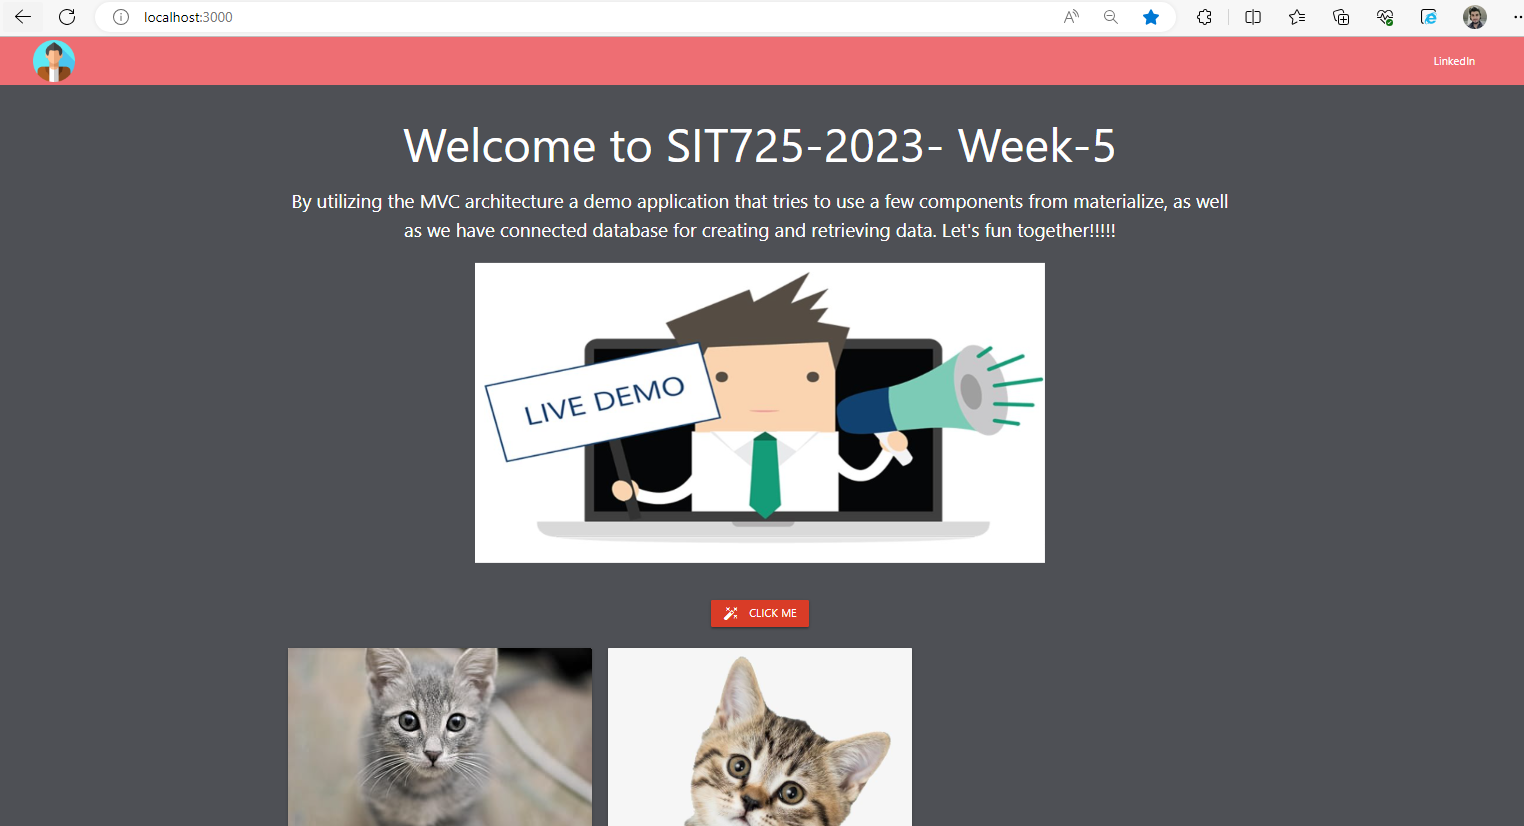 localhost:3000
LinkedIn
Welcome to SIT725-2023- Week-5
By utilizing the MVC architecture a demo application that tries to use a few components from materialize, as well
as we have connected database for creating and retrieving data. Let's fun together!!!!!
LIVE DEMO
CLICK ME